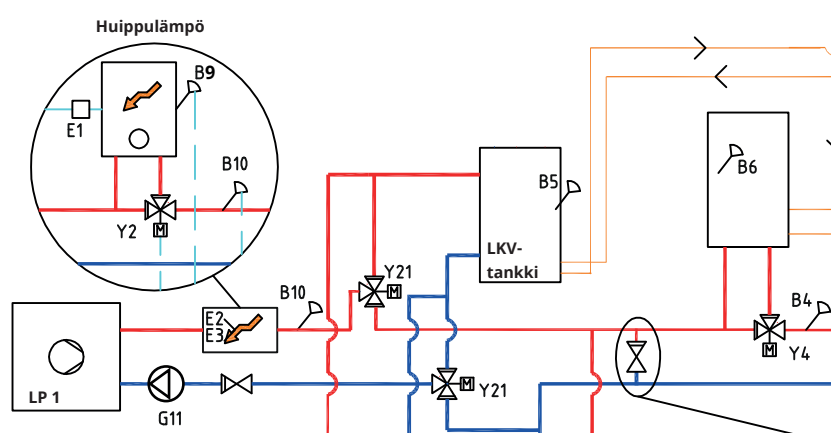 Huippulämpö
B9
E1
B10
Y2
M
B5
B6
LKV-
tankki
Y21
M
B10
B4
E2
E3
M
Y4
LP 1
G11
M
Y21